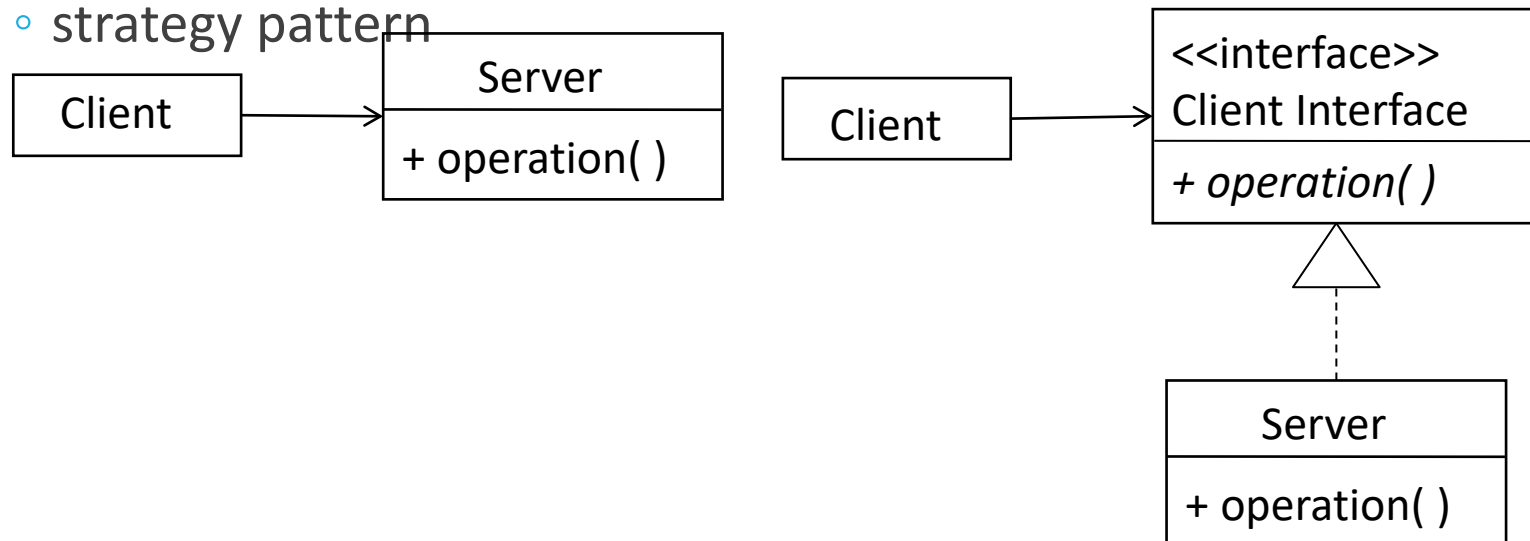 ◦ strategy pattern
Client
Server
+ operation( )
Client
<<interface>>
Client Interface
+ operation( )
Server
+ operation( )